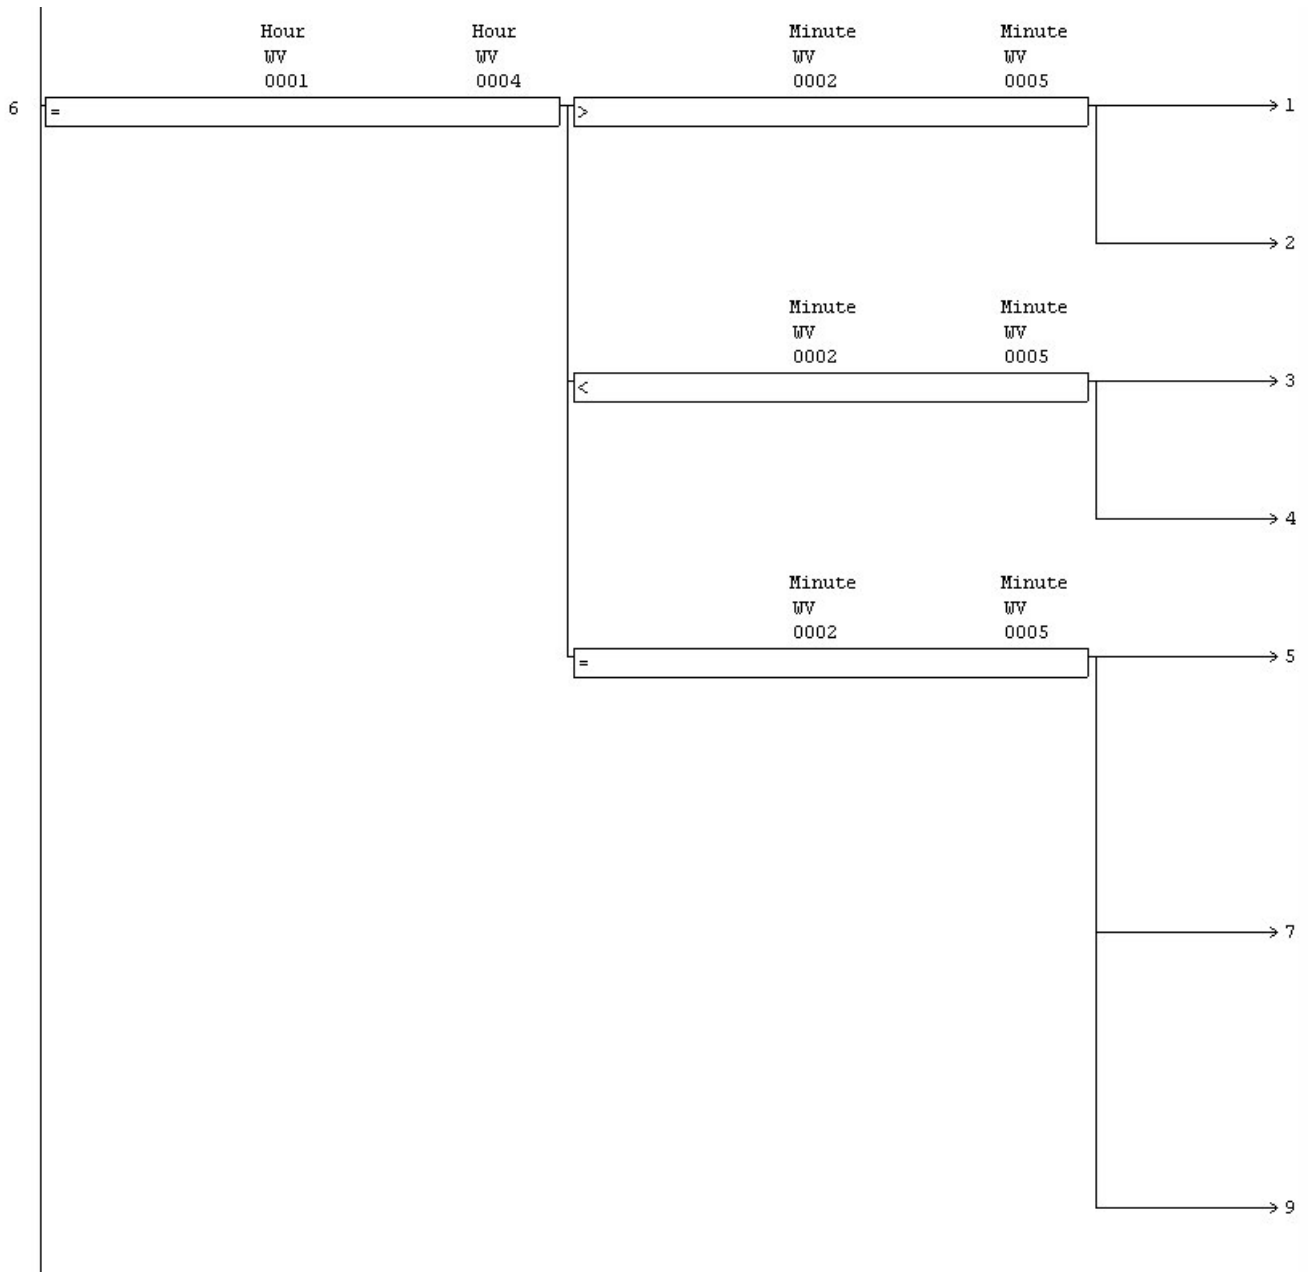 Hour Hour Minute Minute
WV WV WV WV
0001 0004 0002 0005
6 = > 1
2
Minute Minute
WV WV
0002 0005
< 3
4
Minute Minute
WV WV
0002 0005
= 5
7
9